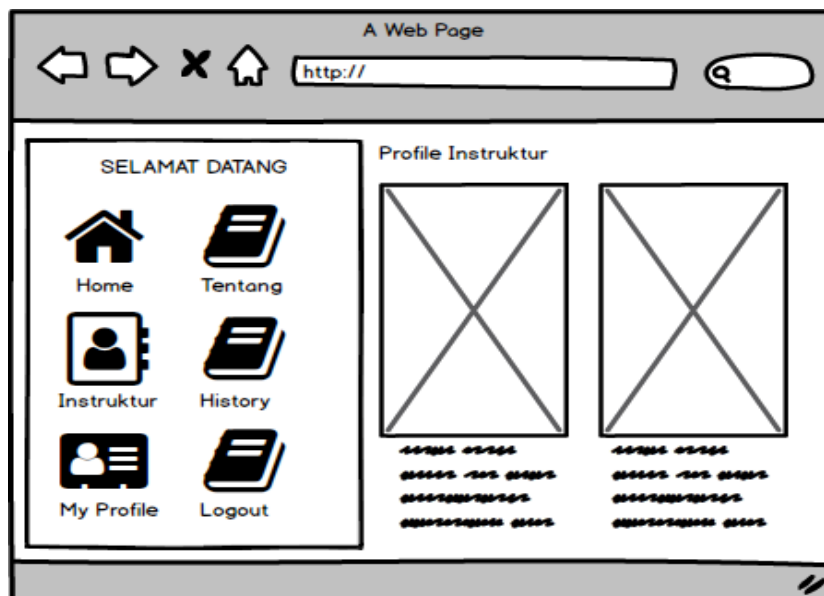 A Web Page
http://
SELAMAT DATANG
Home
Tentang
Instruktur
History
My Profile
Logout
Profile Instruktur